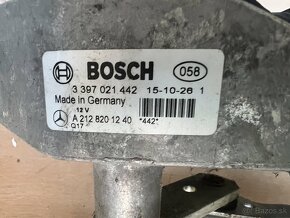 BOSCH 058
3 397 021 442 15-10-26 1
Made in Germany
12 V
A 212 820 12 40 *442*
Q17
bazos.sk